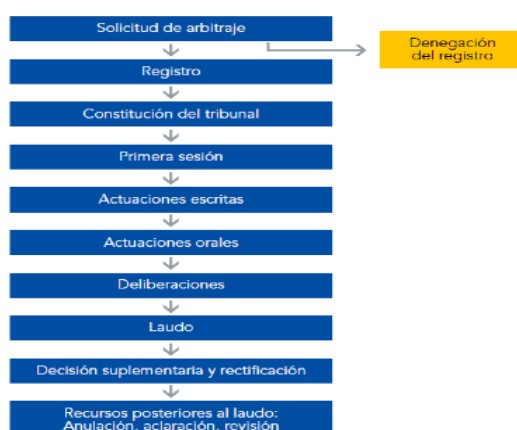 Solicitud de arbitraje
Denegación
del registro
Registro
Constitución del tribunal
Primera sesión
Actuaciones escritas
Actuaciones orales
Deliberaciones
Laudo
Decisión suplementaria y rectificación
Recursos posteriores al laudo:
Anulación, aclaración, revisión